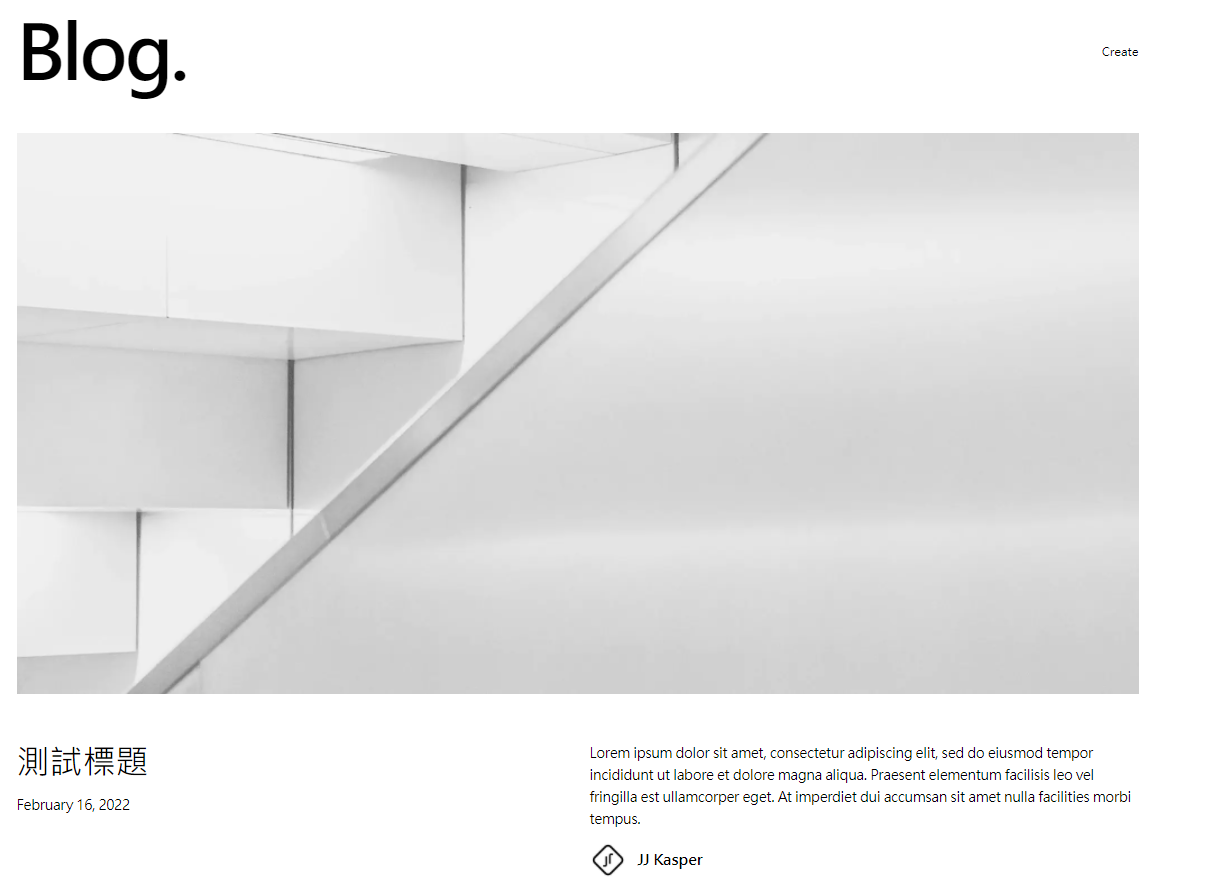 Blog.
Create
測試標題
February 16, 2022
Lorem ipsum dolor sit amet, consectetur adipiscing elit, sed do eiusmod tempor
incididunt ut labore et dolore magna aliqua. Praesent elementum facilisis leo vel
fringilla est ullamcorper eget. At imperdiet dui accumsan sit amet nulla facilities morbi
tempus.
JJ Kasper